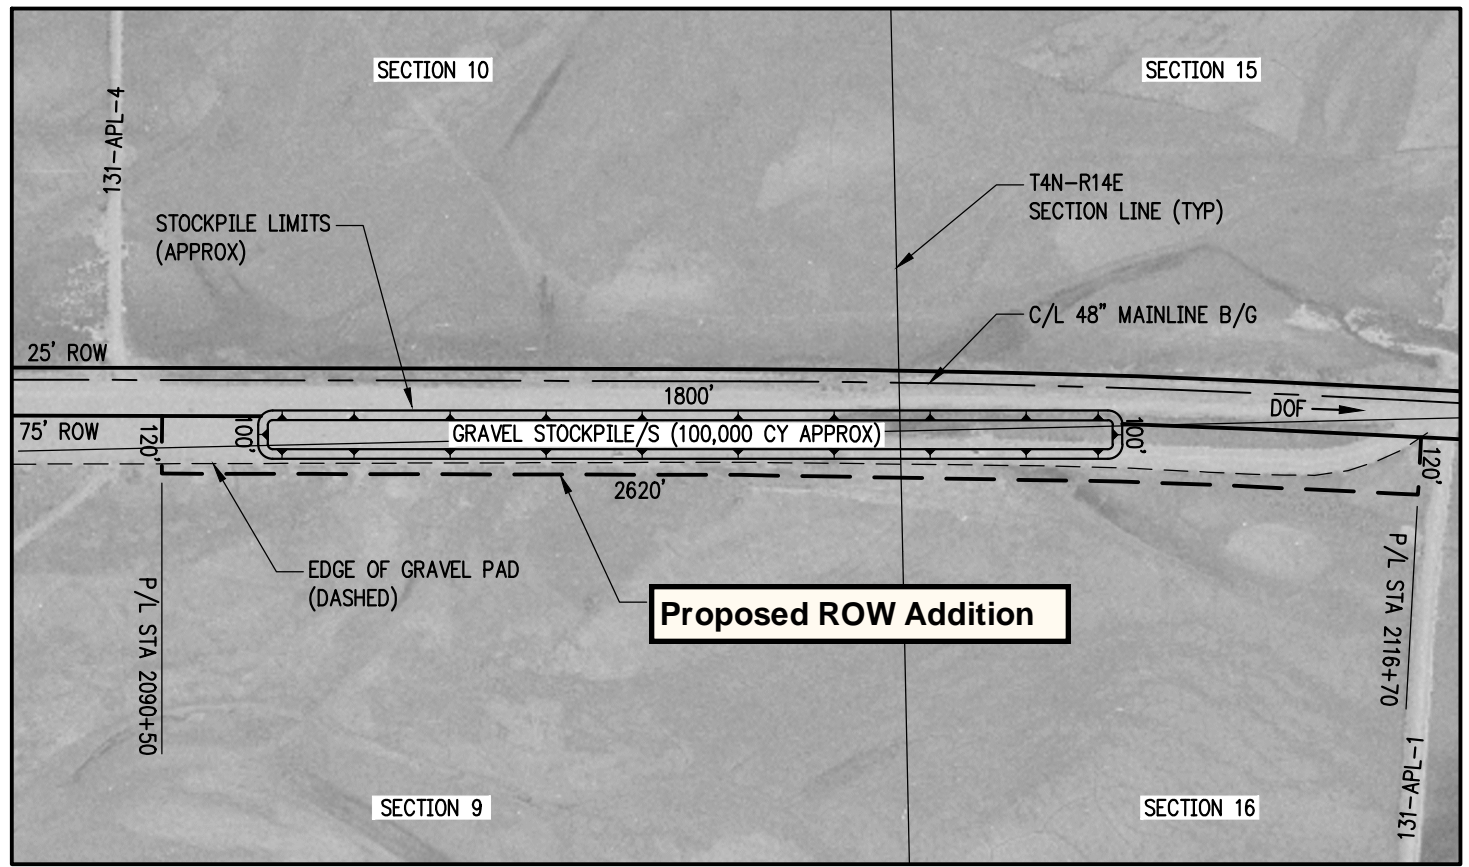 SECTION 10
SECTION 15
131-APL-4
T4N-R14E
SECTION LINE (TYP)
STOCKPILE LIMITS
(APPROX)
C/L 48" MAINLINE B/G
25' ROW
1800'
DOF
75' ROW
120'
100'
GRAVEL STOCKPILE/S (100,000 CY APPROX)
100'
120'
2620'
EDGE OF GRAVEL PAD
(DASHED)
Proposed ROW Addition
P/L STA 2090+50
P/L STA 2116+70
131-APL-1
SECTION 9
SECTION 16